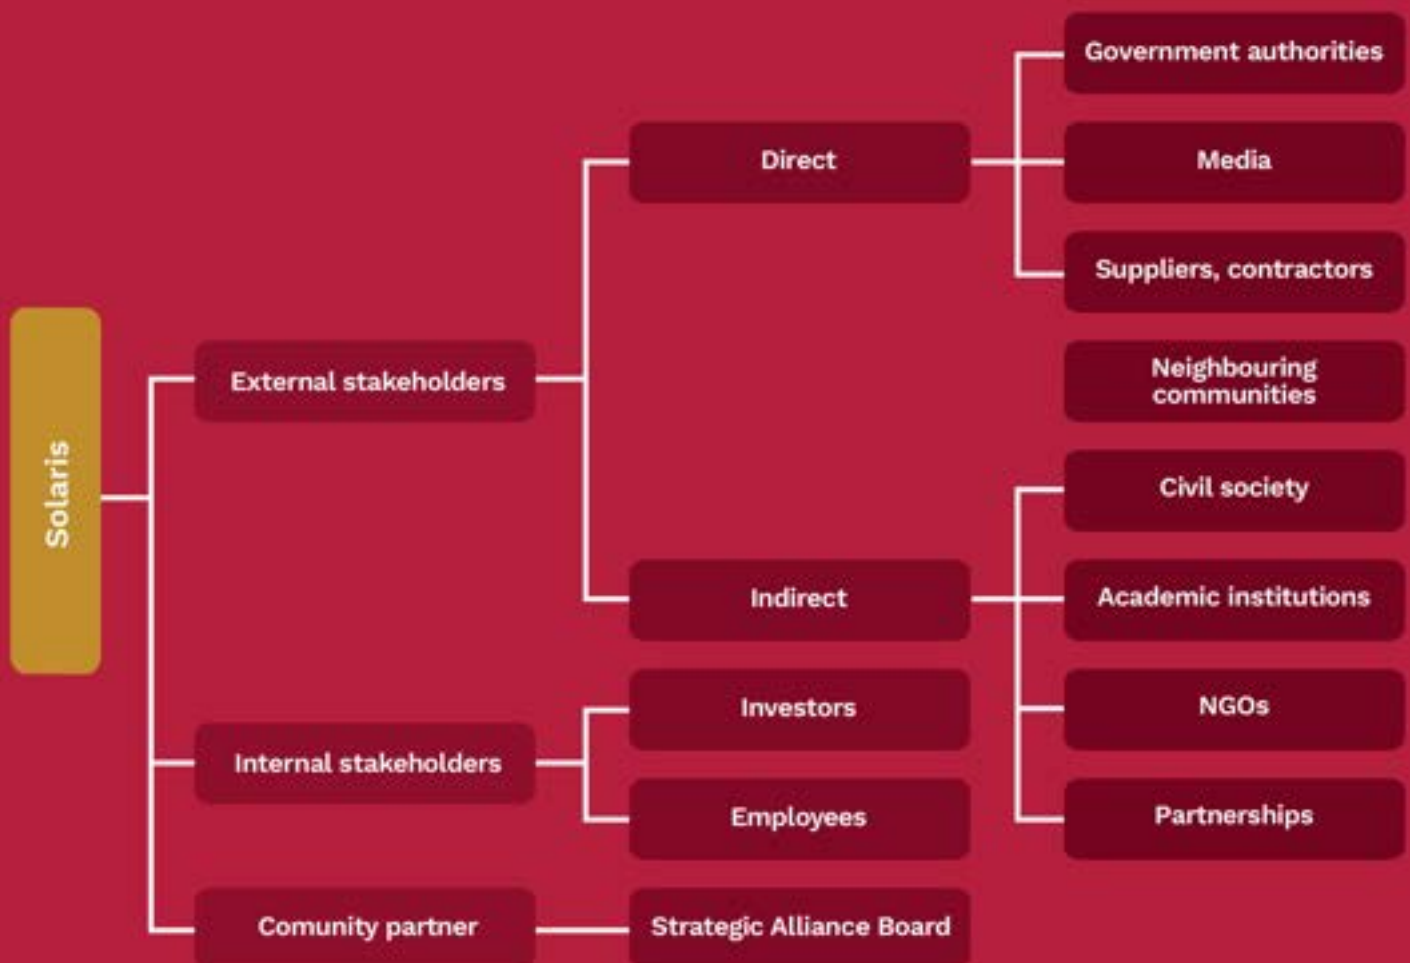 Solaris
External stakeholders
Internal stakeholders
Comunity partner
Direct
Indirect
Investors
Employees
Strategic Alliance Board
Government authorities
Media
Suppliers, contractors
Neighbouring
communities
Civil society
Academic institutions
NGOs
Partnerships